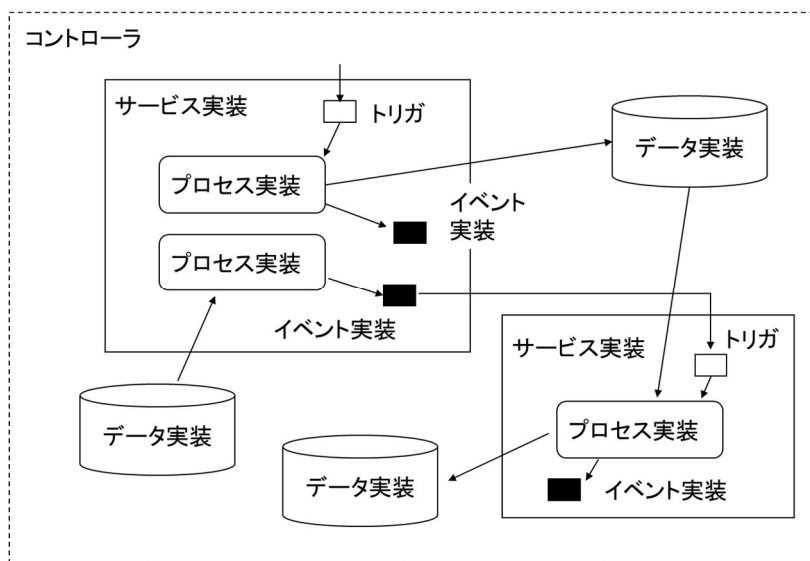 コントローラ
サービス実装
トリガ
プロセス実装
データ実装
イベント
実装
プロセス実装
イベント実装
サービス実装
トリガ
データ実装
プロセス実装
データ実装
イベント実装